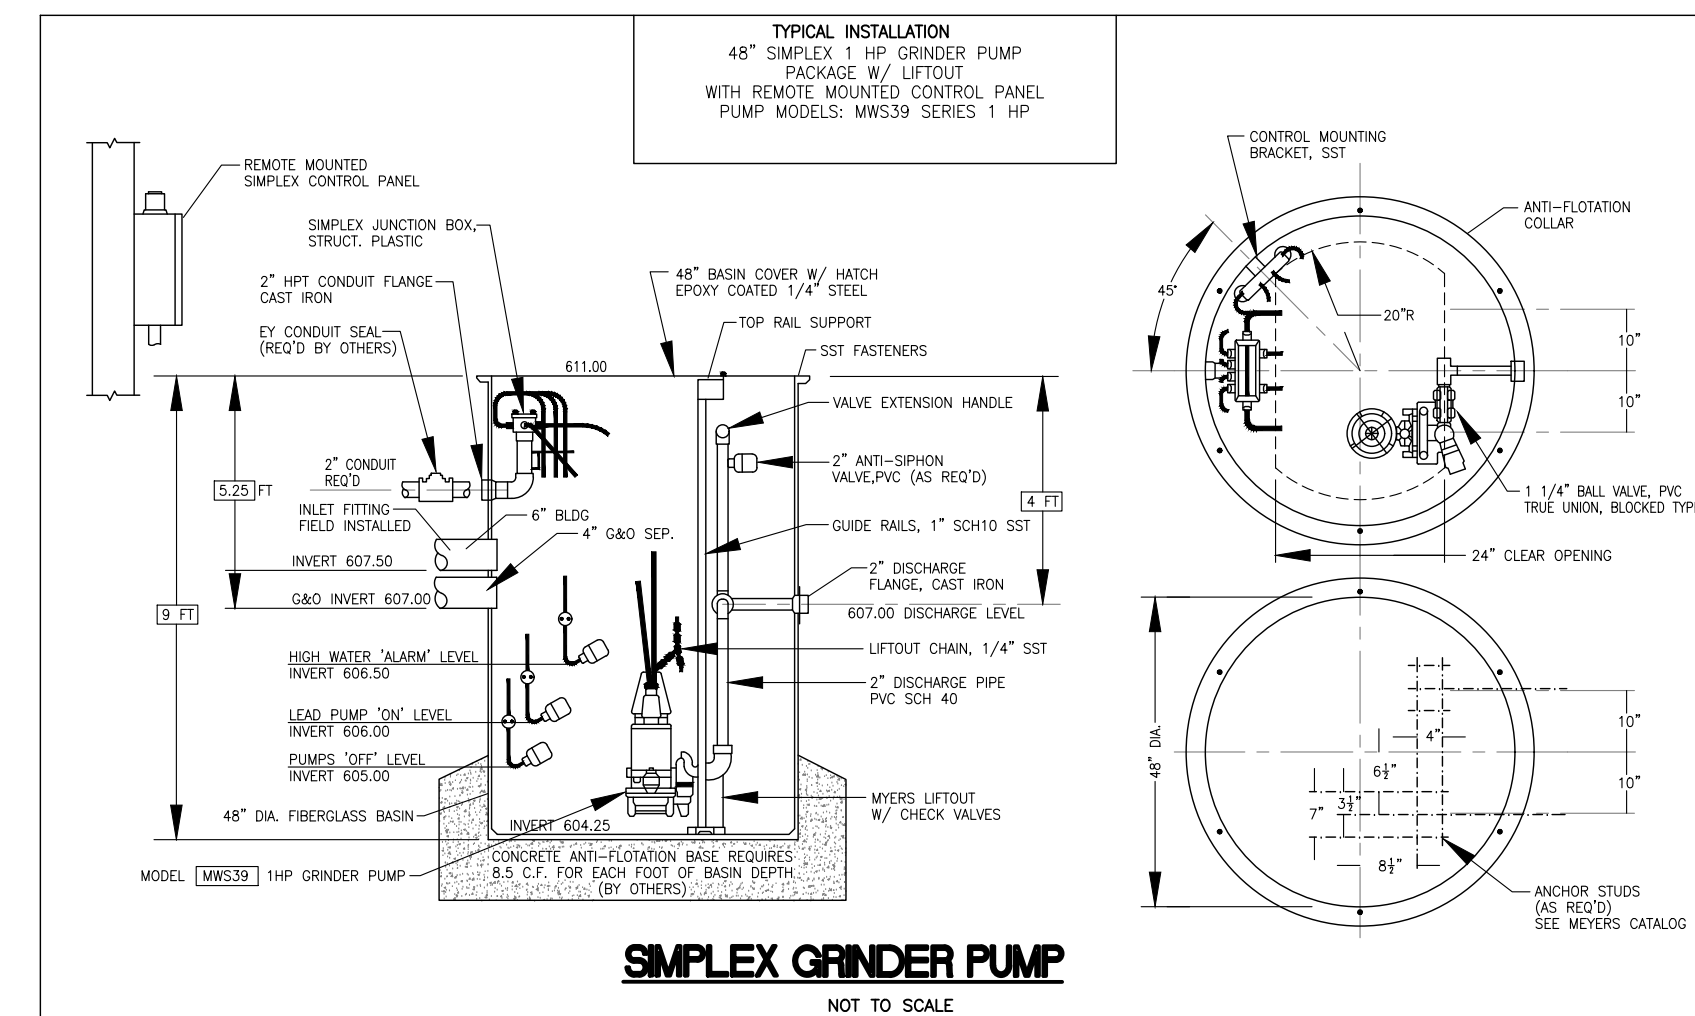 TYPICAL INSTALLATION
48" SIMPLEX 1 HP GRINDER PUMP
PACKAGE W/ LIFTOUT
WITH REMOTE MOUNTED CONTROL PANEL
PUMP MODELS: MWS39 SERIES 1 HP
REMOTE MOUNTED
SIMPLEX CONTROL PANEL
SIMPLEX JUNCTION BOX,
STRUCT. PLASTIC
2" HPT CONDUIT FLANGE
CAST IRON
EY CONDUIT SEAL
(REQ'D BY OTHERS)
48" BASIN COVER W/ HATCH
EPOXY COATED 1/4" STEEL
TOP RAIL SUPPORT
SST FASTENERS
611.00
VALVE EXTENSION HANDLE
2" CONDUIT
REQ'D
2" ANTI-SIPHON
VALVE,PVC (AS REQ'D)
5.25 FT
4 FT
INLET FITTING
FIELD INSTALLED
6" BLDG
4" G&O SEP.
GUIDE RAILS, 1" SCH10 SST
INVERT 607.50
2" DISCHARGE
FLANGE, CAST IRON
G&O INVERT 607.00
607.00 DISCHARGE LEVEL
9 FT
HIGH WATER 'ALARM' LEVEL
INVERT 606.50
LIFTOUT CHAIN, 1/4" SST
2" DISCHARGE PIPE
PVC SCH 40
LEAD PUMP 'ON' LEVEL
INVERT 606.00
PUMPS 'OFF' LEVEL
INVERT 605.00
48" DIA. FIBERGLASS BASIN
MYERS LIFTOUT
W/ CHECK VALVES
INVERT 604.25
CONCRETE ANTI-FLOTATION BASE REQUIRES
8.5 C.F. FOR EACH FOOT OF BASIN DEPTH
(BY OTHERS)
MODEL MWS39 1HP GRINDER PUMP
CONTROL MOUNTING
BRACKET, SST
ANTI-FLOTATION
COLLAR
45°
20"R
10"
10"
1 1/4" BALL VALVE, PVC
TRUE UNION, BLOCKED TYP
24" CLEAR OPENING
48" DIA.
4"
10"
6½"
10"
3½"
7"
8½"
ANCHOR STUDS
(AS REQ'D)
SEE MEYERS CATALOG
SIMPLEX GRINDER PUMP
NOT TO SCALE